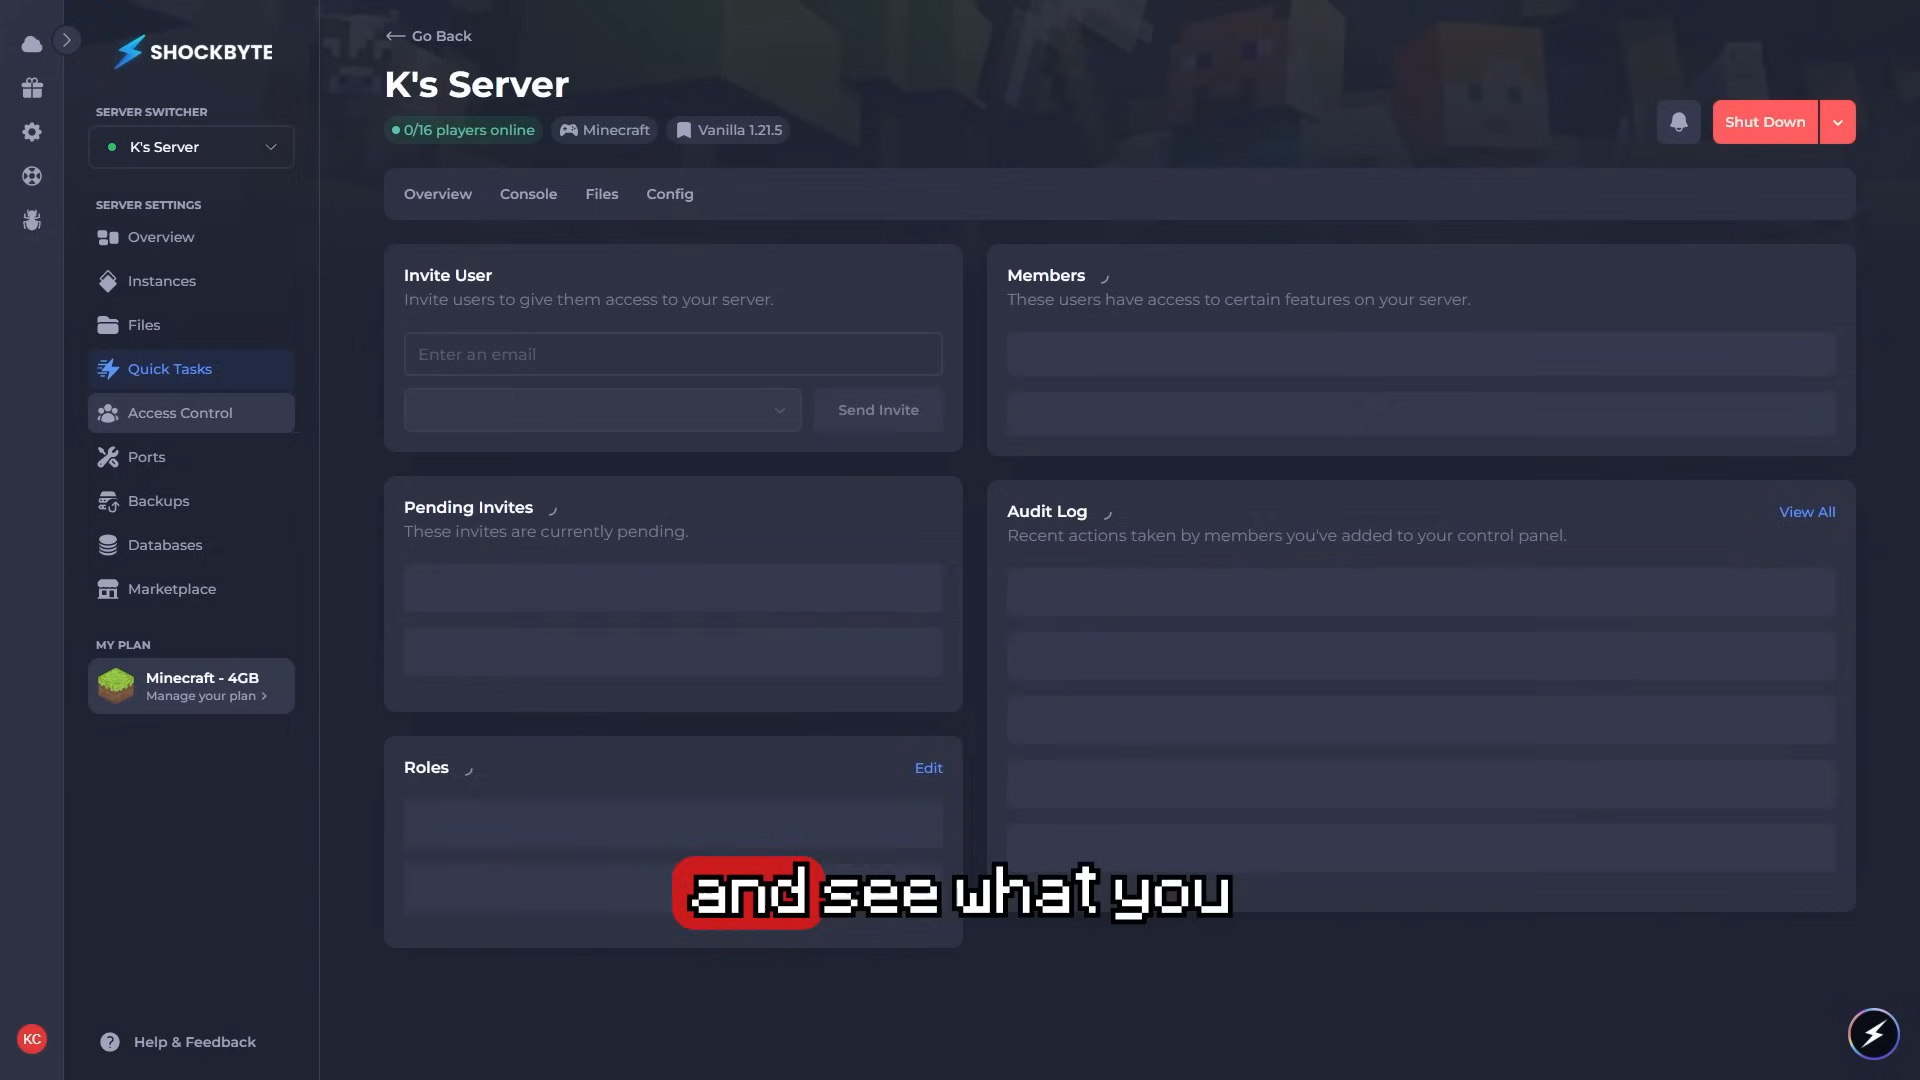 SHOCKBYTE
SERVER SWITCHER
K's Server
SERVER SETTINGS
Overview
Instances
Files
Quick Tasks
Access Control
Ports
Backups
Databases
Marketplace
MY PLAN
Minecraft - 4GB
Manage your plan
KC
? Help & Feedback
Go Back
K's Server
0/16 players online
Minecraft
Vanilla 1.21.5
Shut Down
Overview
Console
Files
Config
Invite User
Invite users to give them access to your server.
Enter an email
Send Invite
Members
These users have access to certain features on your server.
Pending Invites
These invites are currently pending.
Audit Log
View All
Recent actions taken by members you've added to your control panel.
Roles
Edit
and see what you